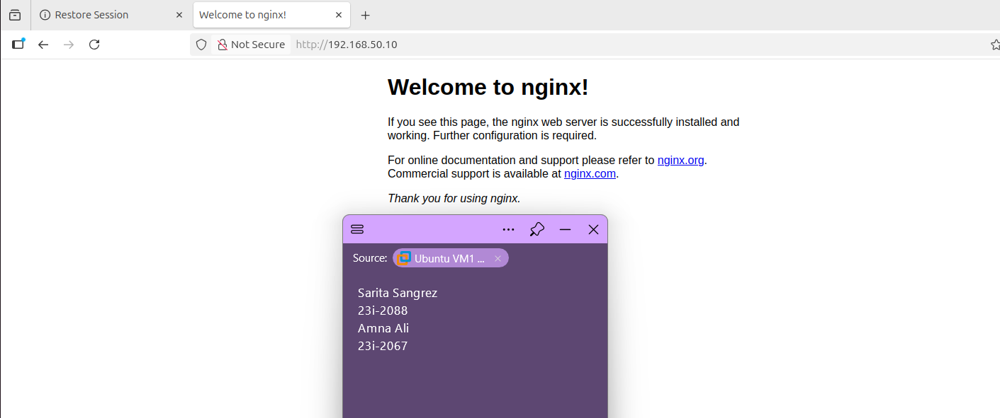 Restore Session
Welcome to nginx!
Not Secure
http://192.168.50.10
Welcome to nginx!
If you see this page, the nginx web server is successfully installed and
working. Further configuration is required.
For online documentation and support please refer to nginx.org.
Commercial support is available at nginx.com.
Thank you for using nginx.
Source: Ubuntu VM1 ...
Sarita Sangrez
23i-2088
Amna Ali
23i-2067